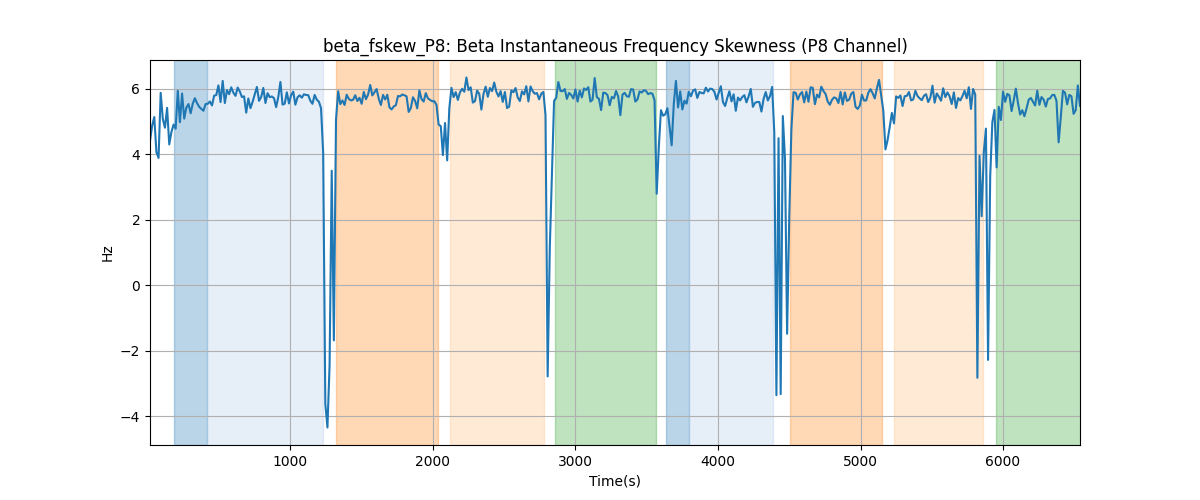 beta_fskew_P8: Beta Instantaneous Frequency Skewness (P8 Channel)
Hz
6
4
2
0
−2
−4
1000 2000 3000 4000 5000 6000
Time(s)